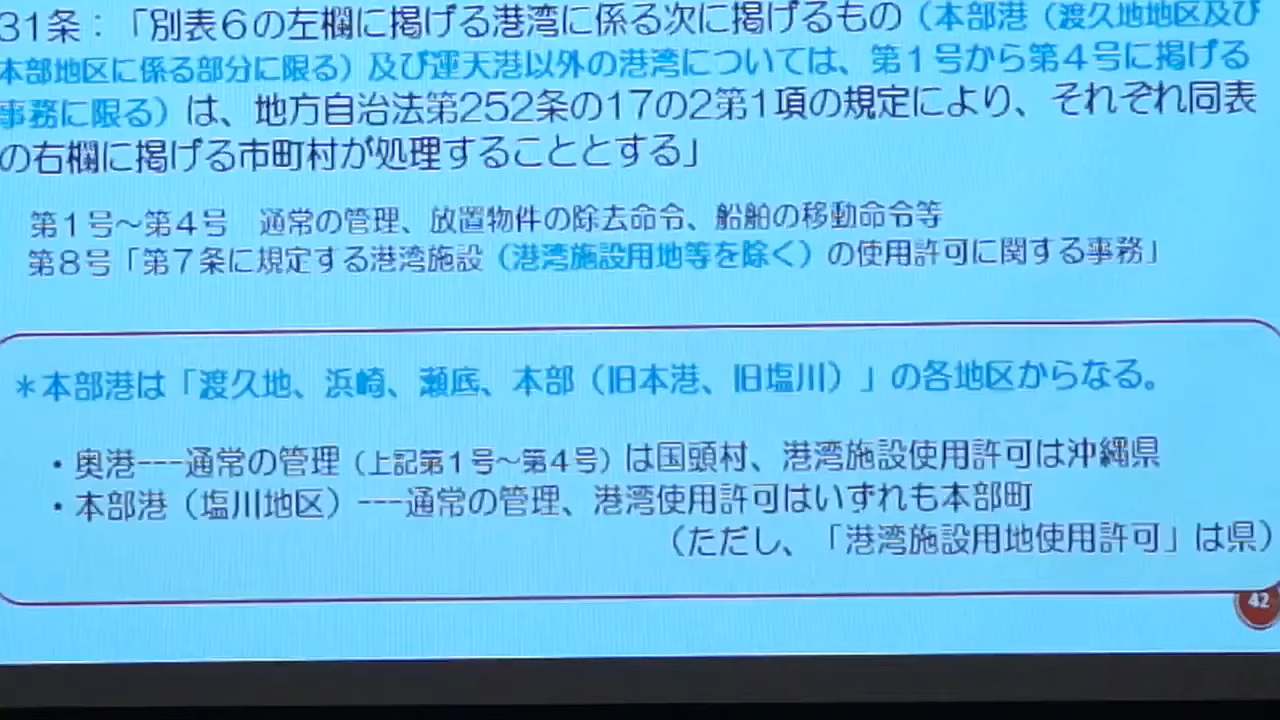 31条：「別表６の左欄に掲げる港湾に係る次に掲げるもの（本部港（渡久地地区及び
本部地区に係る部分に限る）及び運天港以外の港湾については、第１号から第４号に掲げる
事務に限る）は、地方自治法第252条の17の2第1項の規定により、それぞれ同表
の右欄に掲げる市町村が処理することとする」
第１号～第４号　通常の管理、放置物件の除去命令、船舶の移動命令等
第８号「第７条に規定する港湾施設（港湾施設用地等を除く）の使用許可に関する事務」
＊本部港は「渡久地、浜崎、瀬底、本部（旧本港、旧塩川）」の各地区からなる。
・奥港---通常の管理（上記第１号～第４号）は国頭村、港湾施設使用許可は沖縄県
・本部港（塩川地区）---通常の管理、港湾使用許可はいずれも本部町
（ただし、「港湾施設用地使用許可」は県）
42